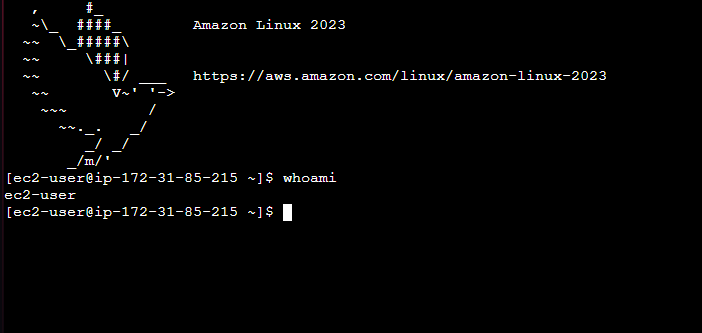 ,     #_
   ~\_  ####_        Amazon Linux 2023
  ~~  \_#####\
  ~~     \###|
  ~~       \#/ ___   https://aws.amazon.com/linux/amazon-linux-2023
   ~~       V~' '->
    ~~~         /
      ~~._.   _/
         _/ _/
       _/m/'
[ec2-user@ip-172-31-85-215 ~]$ whoami
ec2-user
[ec2-user@ip-172-31-85-215 ~]$